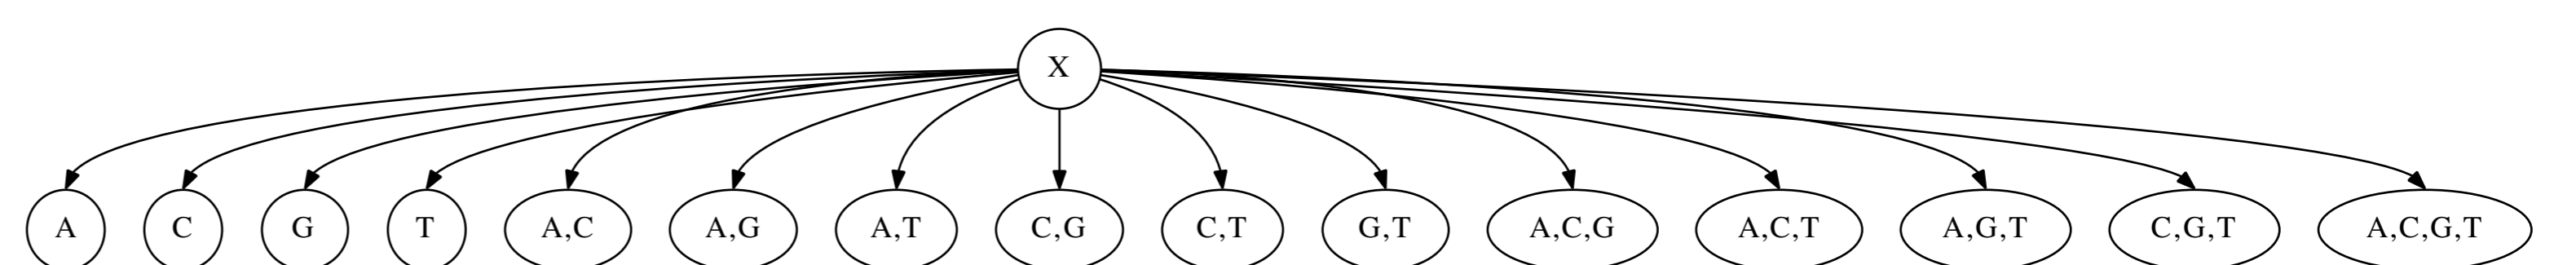 X
A C G T A,C A,G A,T C,G C,T G,T A,C,G A,C,T A,G,T C,G,T A,C,G,T